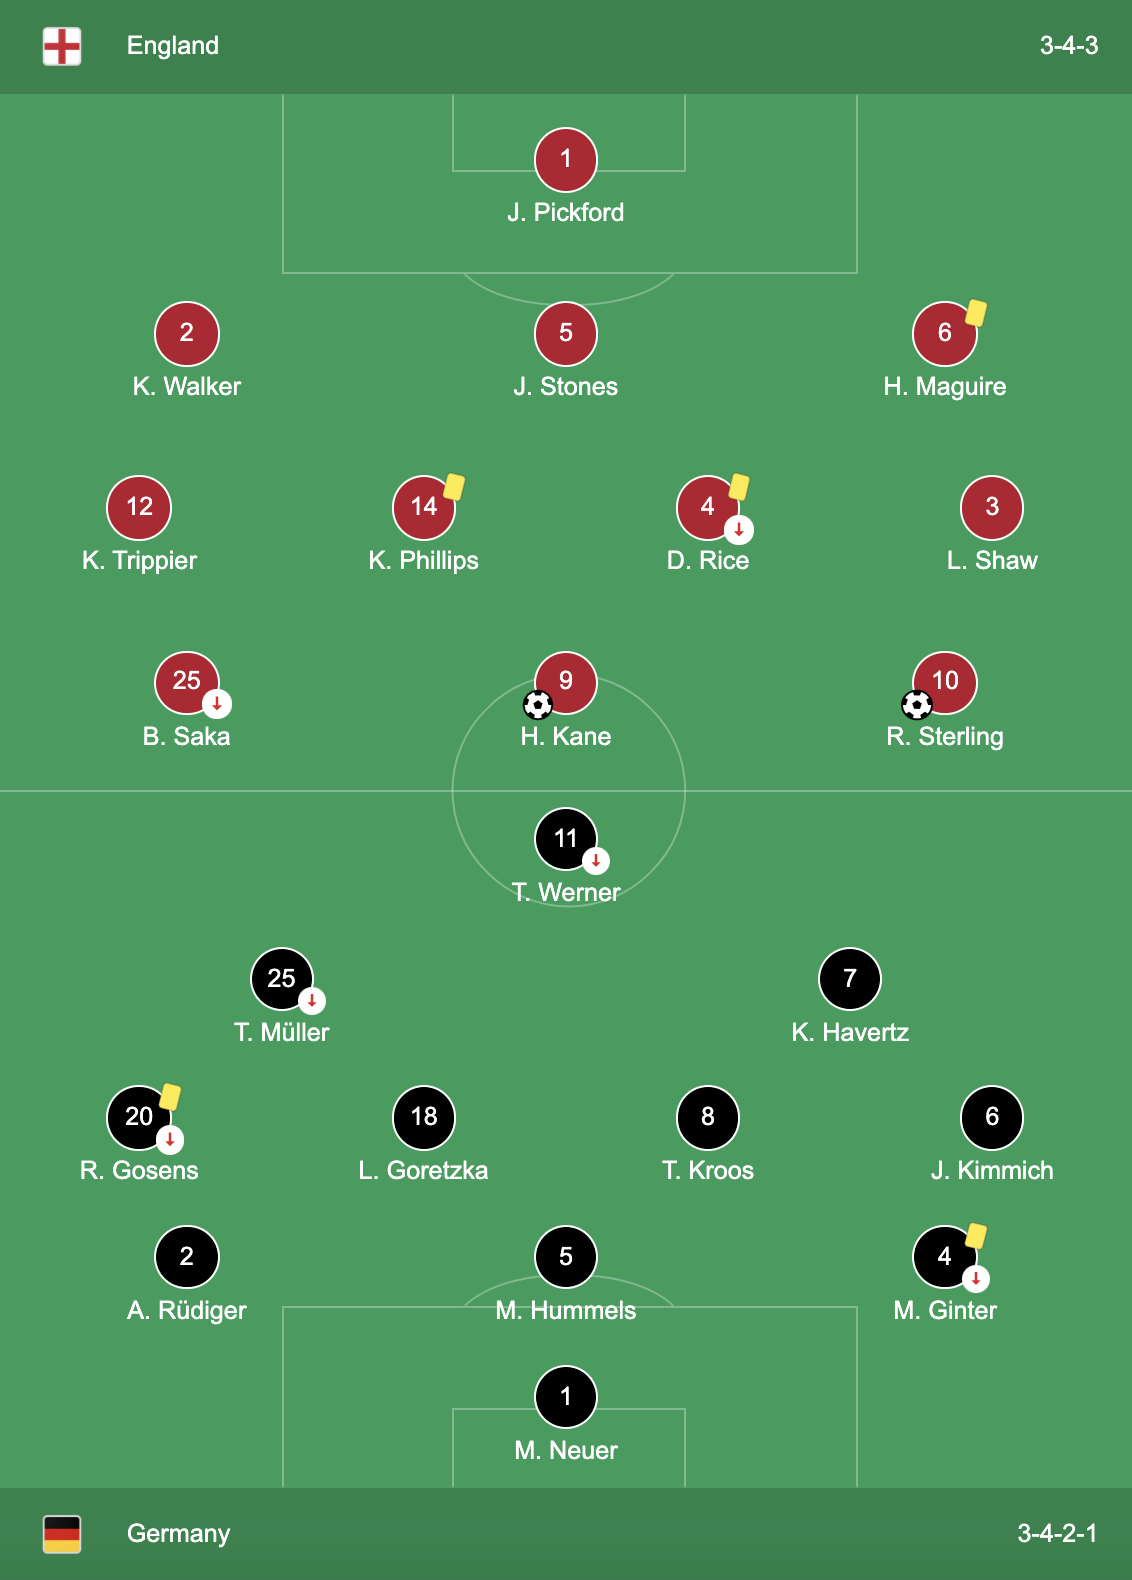 England 3-4-3
1
J. Pickford
2 5 6
K. Walker J. Stones H. Maguire
12 14 4 3
K. Trippier K. Phillips D. Rice L. Shaw
25 9 10
B. Saka H. Kane R. Sterling
11
T. Werner
25 7
T. Müller K. Havertz
20 18 8 6
R. Gosens L. Goretzka T. Kroos J. Kimmich
2 5 4
A. Rüdiger M. Hummels M. Ginter
1
M. Neuer
Germany 3-4-2-1